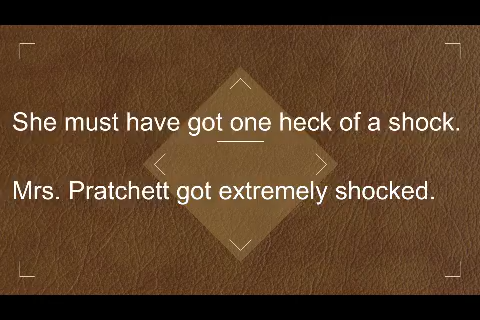 She must have got one heck of a shock.
Mrs. Pratchett got extremely shocked.